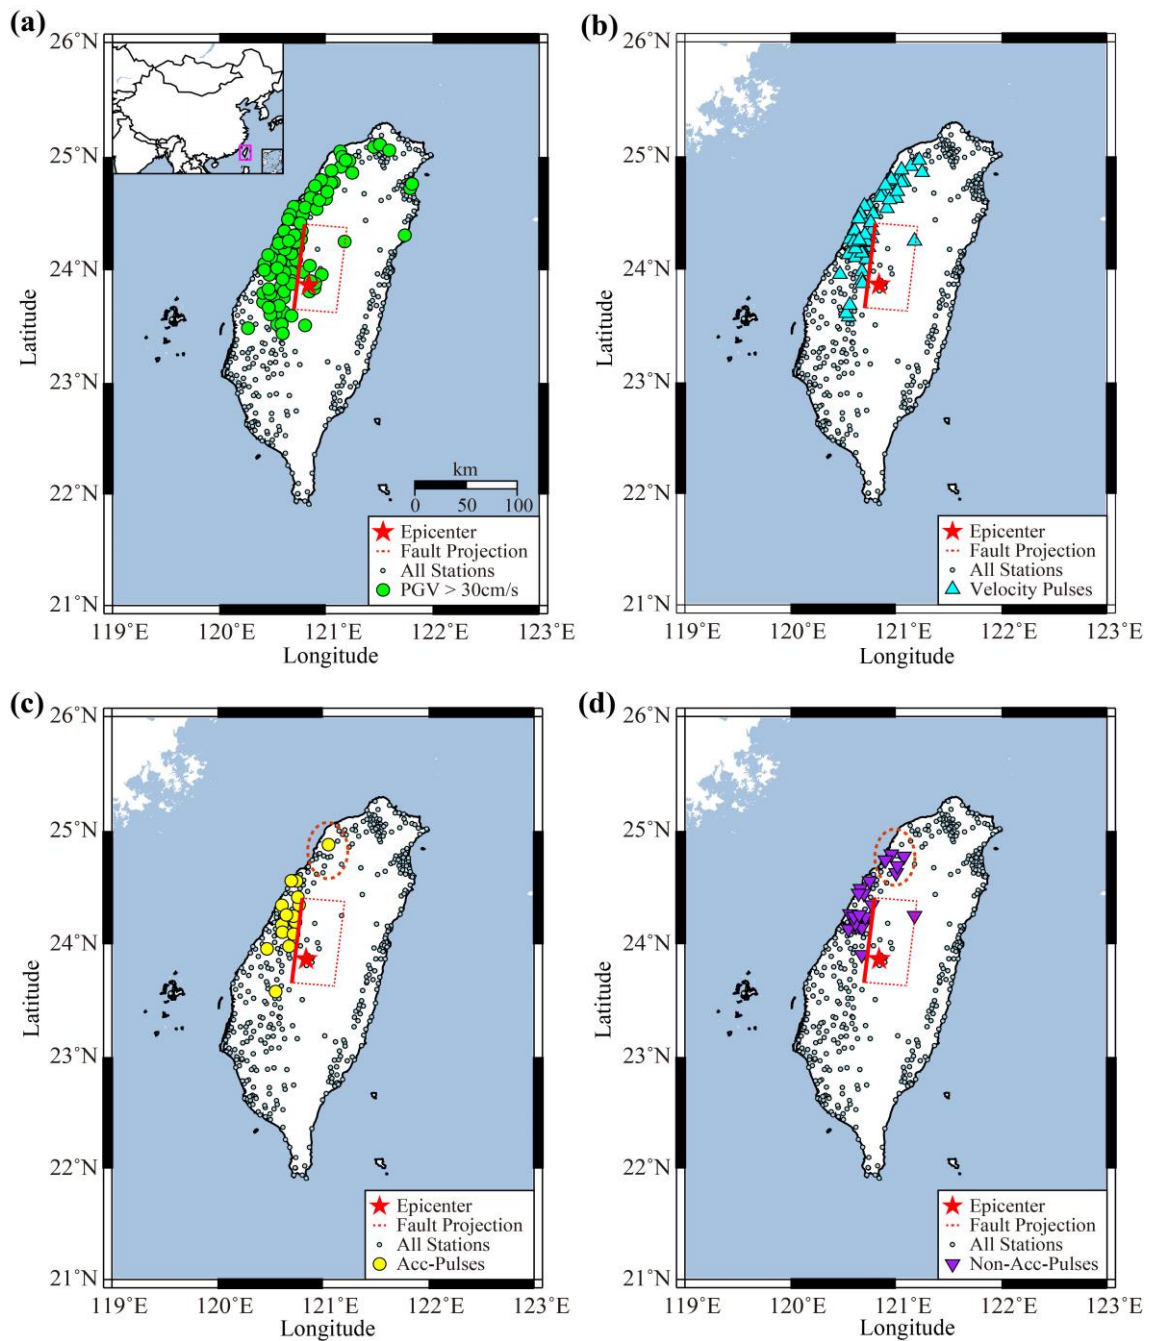 (a)
26°N
25°N
24°N
23°N
22°N
21°N
119°E 120°E 121°E 122°E 123°E
Latitude
Longitude
km
0 50 100
Epicenter
Fault Projection
All Stations
PGV > 30cm/s
(b)
26°N
25°N
24°N
23°N
22°N
21°N
119°E 120°E 121°E 122°E 123°E
Latitude
Longitude
Epicenter
Fault Projection
All Stations
Velocity Pulses
(c)
26°N
25°N
24°N
23°N
22°N
21°N
119°E 120°E 121°E 122°E 123°E
Latitude
Longitude
Epicenter
Fault Projection
All Stations
Acc-Pulses
(d)
26°N
25°N
24°N
23°N
22°N
21°N
119°E 120°E 121°E 122°E 123°E
Latitude
Longitude
Epicenter
Fault Projection
All Stations
Non-Acc-Pulses